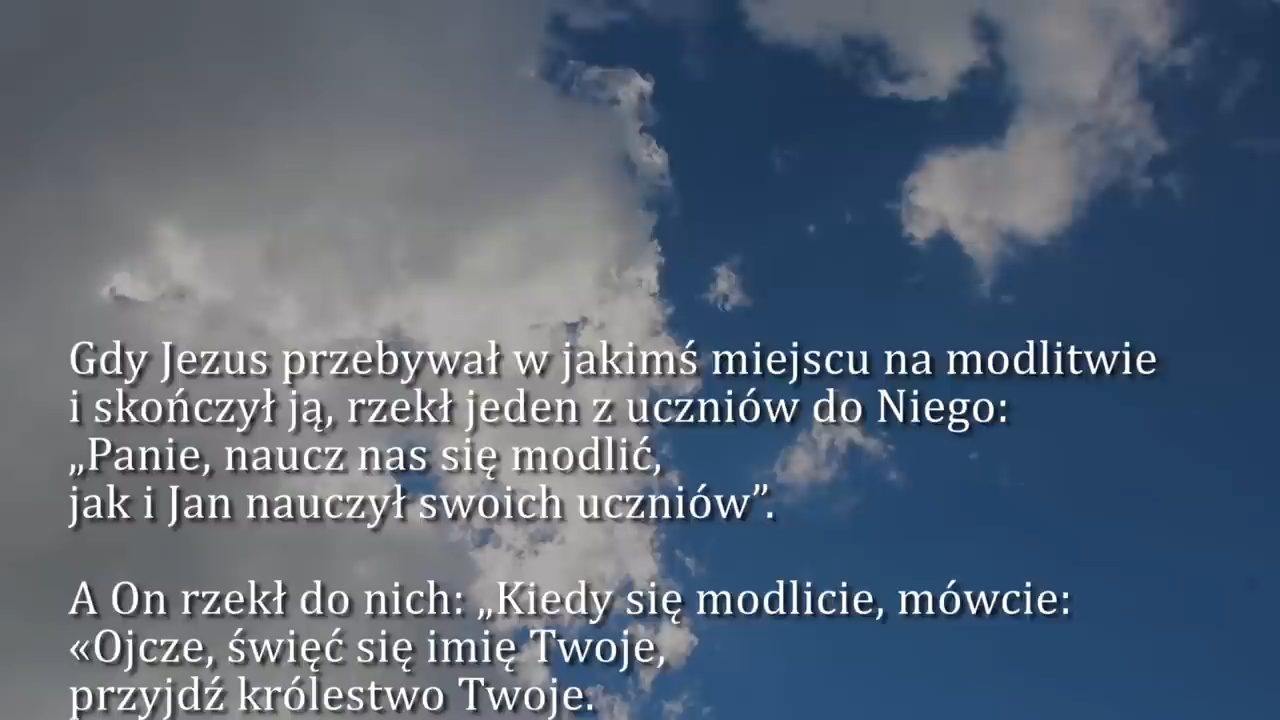 Gdy Jezus przebywał w jakimś miejscu na modlitwie
i skończył ją, rzekł jeden z uczniów do Niego:
„Panie, naucz nas się modlić,
jak i Jan nauczył swoich uczniów”.
A On rzekł do nich: „Kiedy się modlicie, mówcie:
«Ojcze, święć się imię Twoje,
przyjdź królestwo Twoje.